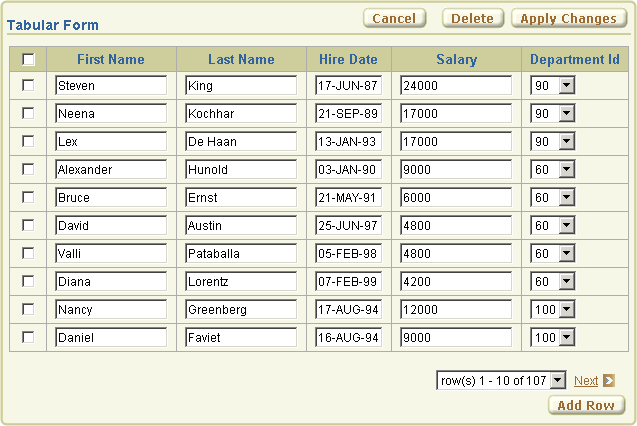 Tabular Form Cancel Delete Apply Changes
First Name Last Name Hire Date Salary Department Id
Steven King 17-JUN-87 24000 90
Neena Kochhar 21-SEP-89 17000 90
Lex De Haan 13-JAN-93 17000 90
Alexander Hunold 03-JAN-90 9000 60
Bruce Ernst 21-MAY-91 6000 60
David Austin 25-JUN-97 4800 60
Valli Pataballa 05-FEB-98 4800 60
Diana Lorentz 07-FEB-99 4200 60
Nancy Greenberg 17-AUG-94 12000 100
Daniel Faviet 16-AUG-94 9000 100
row(s) 1 - 10 of 107 Next
Add Row